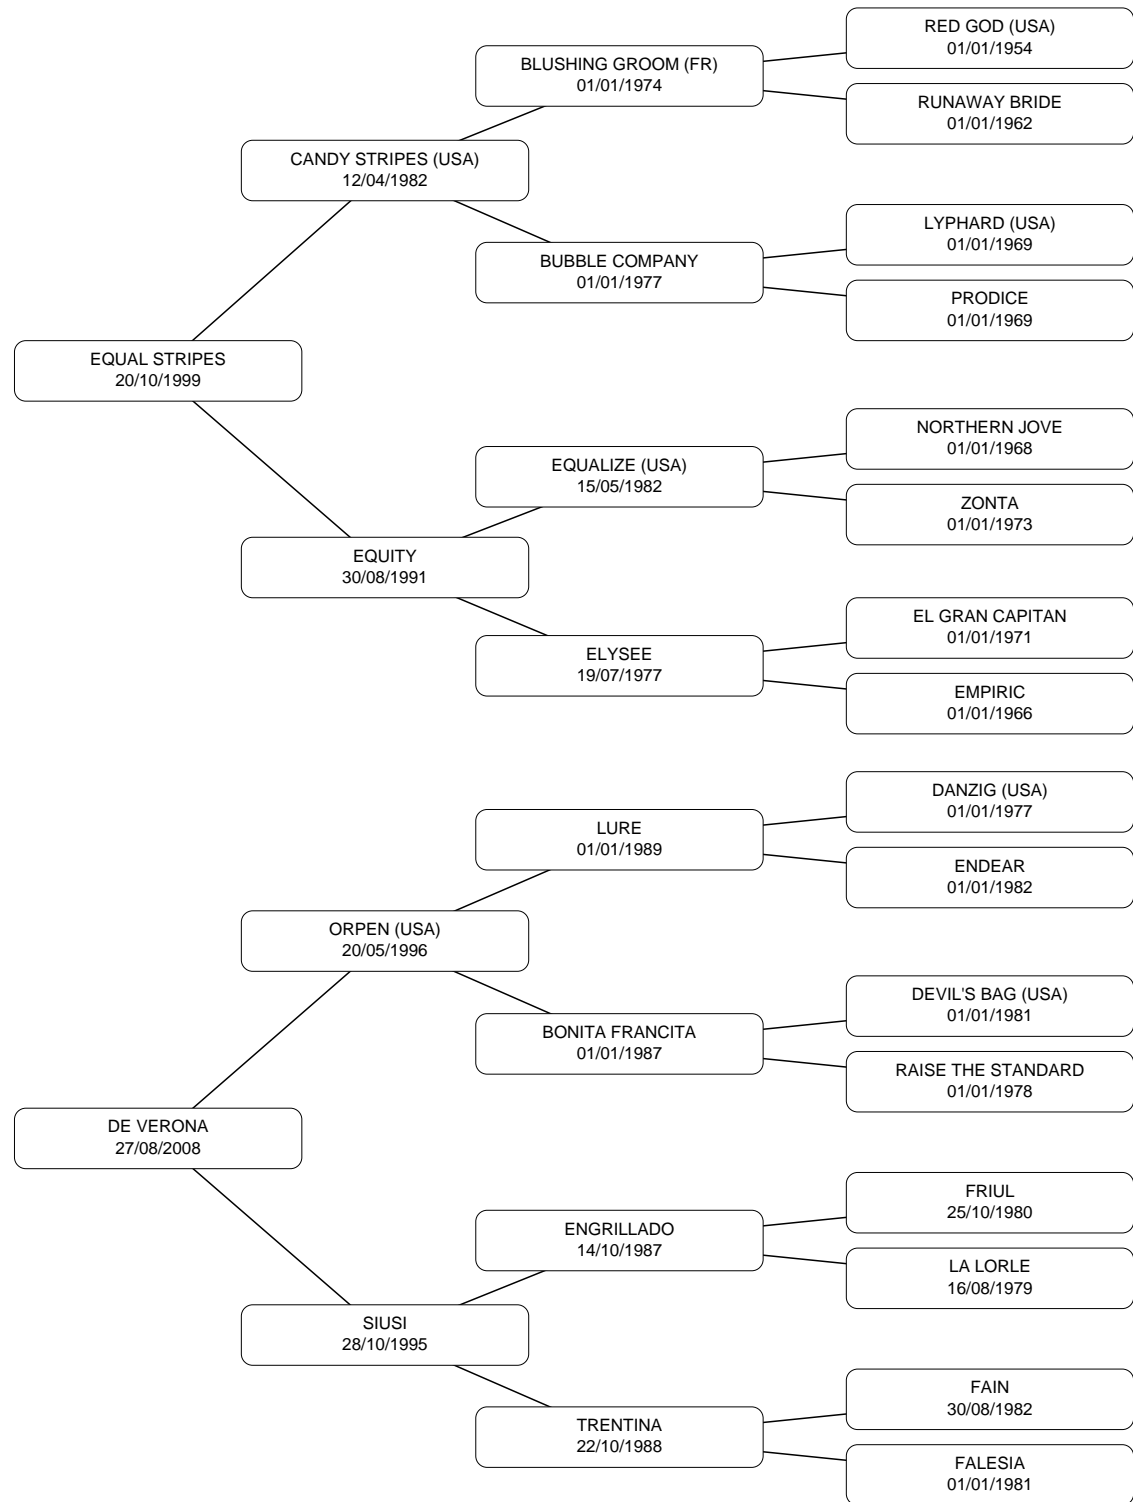 RED GOD (USA)
01/01/1954
BLUSHING GROOM (FR)
01/01/1974
RUNAWAY BRIDE
01/01/1962
CANDY STRIPES (USA)
12/04/1982
LYPHARD (USA)
01/01/1969
BUBBLE COMPANY
01/01/1977
PRODICE
01/01/1969
EQUAL STRIPES
20/10/1999
NORTHERN JOVE
01/01/1968
EQUALIZE (USA)
15/05/1982
ZONTA
01/01/1973
EQUITY
30/08/1991
EL GRAN CAPITAN
01/01/1971
ELYSEE
19/07/1977
EMPIRIC
01/01/1966
DANZIG (USA)
01/01/1977
LURE
01/01/1989
ENDEAR
01/01/1982
ORPEN (USA)
20/05/1996
DEVIL'S BAG (USA)
01/01/1981
BONITA FRANCITA
01/01/1987
RAISE THE STANDARD
01/01/1978
DE VERONA
27/08/2008
FRIUL
25/10/1980
ENGRILLADO
14/10/1987
LA LORLE
16/08/1979
SIUSI
28/10/1995
FAIN
30/08/1982
TRENTINA
22/10/1988
FALESIA
01/01/1981